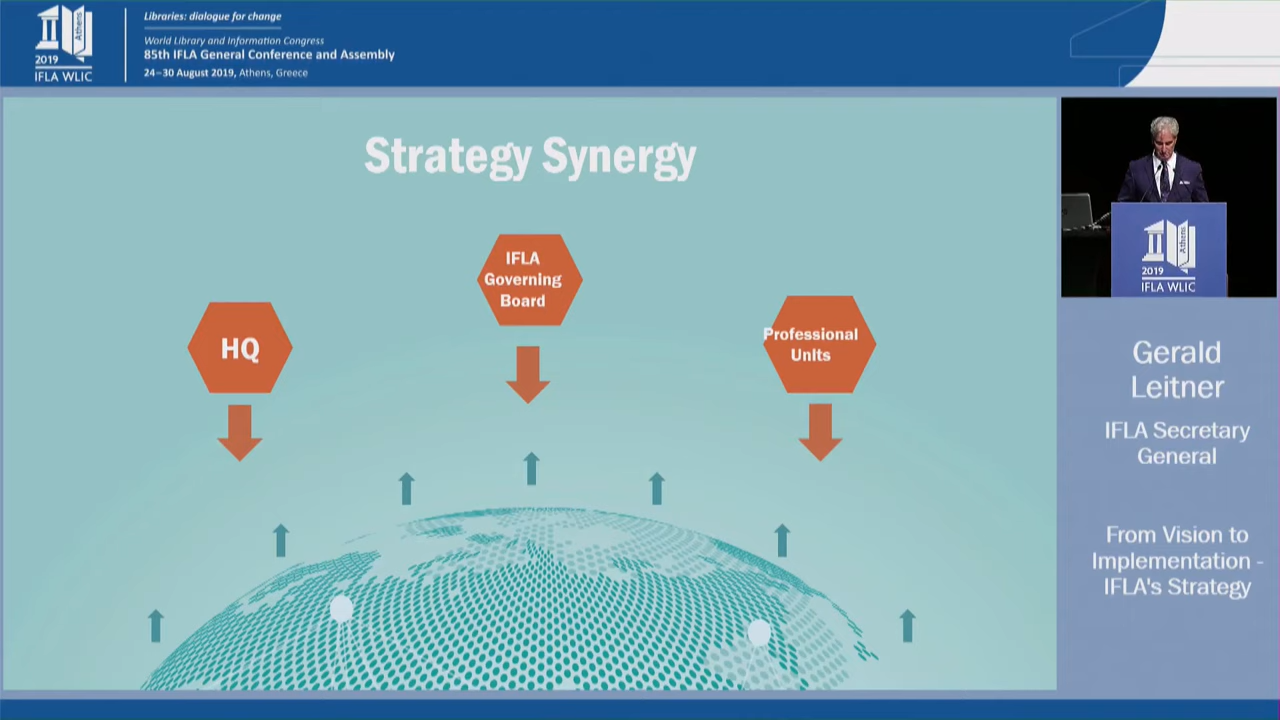 Libraries: dialogue for change
World Library and Information Congress
85th IFLA General Conference and Assembly
24–30 August 2019, Athens, Greece
Athens
2019
IFLA WLIC
Strategy Synergy
IFLA
Governing
Board
HQ
Professional
Units
Athens
2019
IFLA WLIC
Gerald
Leitner
IFLA Secretary
General
From Vision to
Implementation -
IFLA's Strategy